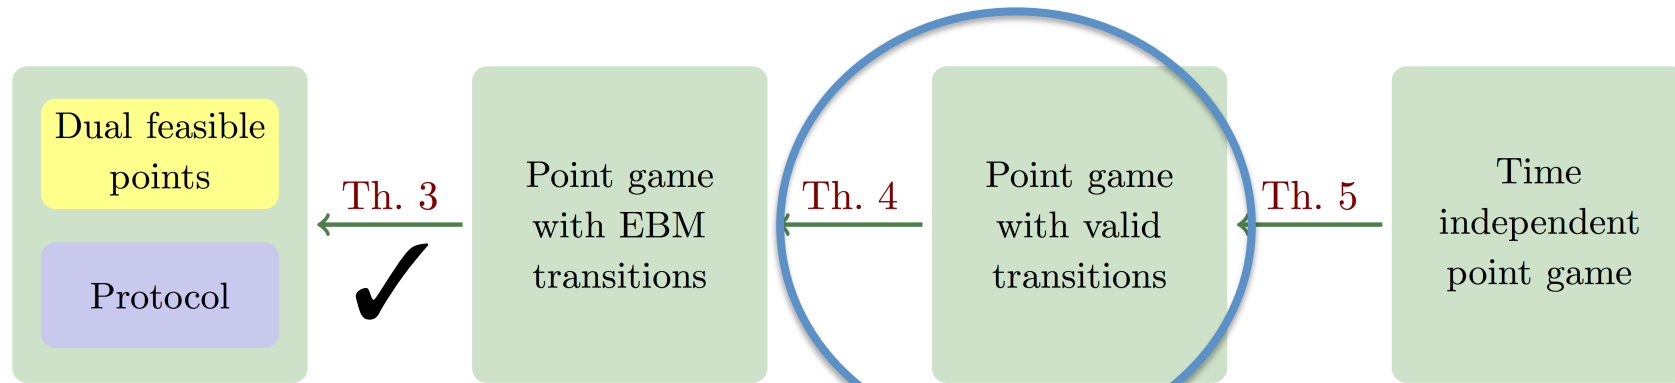 Dual feasible
points
Protocol
Th. 3
Point game
with EBM
transitions
Th. 4
Point game
with valid
transitions
Th. 5
Time
independent
point game